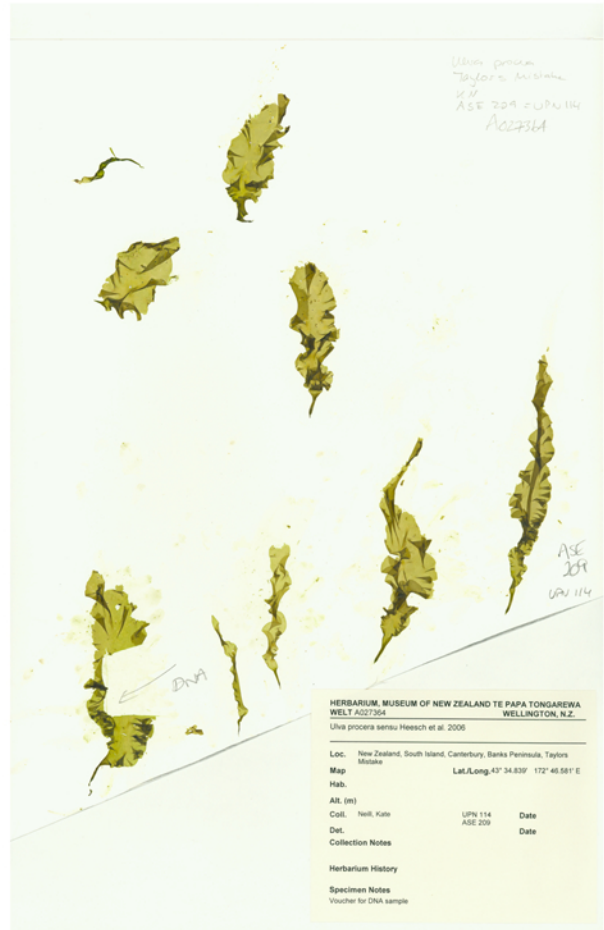 Ulva procera
Taylors Mistake
KN
ASE 209 = UPN 114
A027364
ASE
209
UPN 114
DNA
HERBARIUM, MUSEUM OF NEW ZEALAND TE PAPA TONGAREWA
WELT A027364 WELLINGTON, N.Z.
Ulva procera sensu Heesch et al. 2006
Loc. New Zealand, South Island, Canterbury, Banks Peninsula, Taylors
Mistake
Map Lat./Long. 43° 34.839' 172° 46.581' E
Hab.
Alt. (m)
Coll. Neill, Kate UPN 114 Date
ASE 209
Det. Date
Collection Notes
Herbarium History
Specimen Notes
Voucher for DNA sample